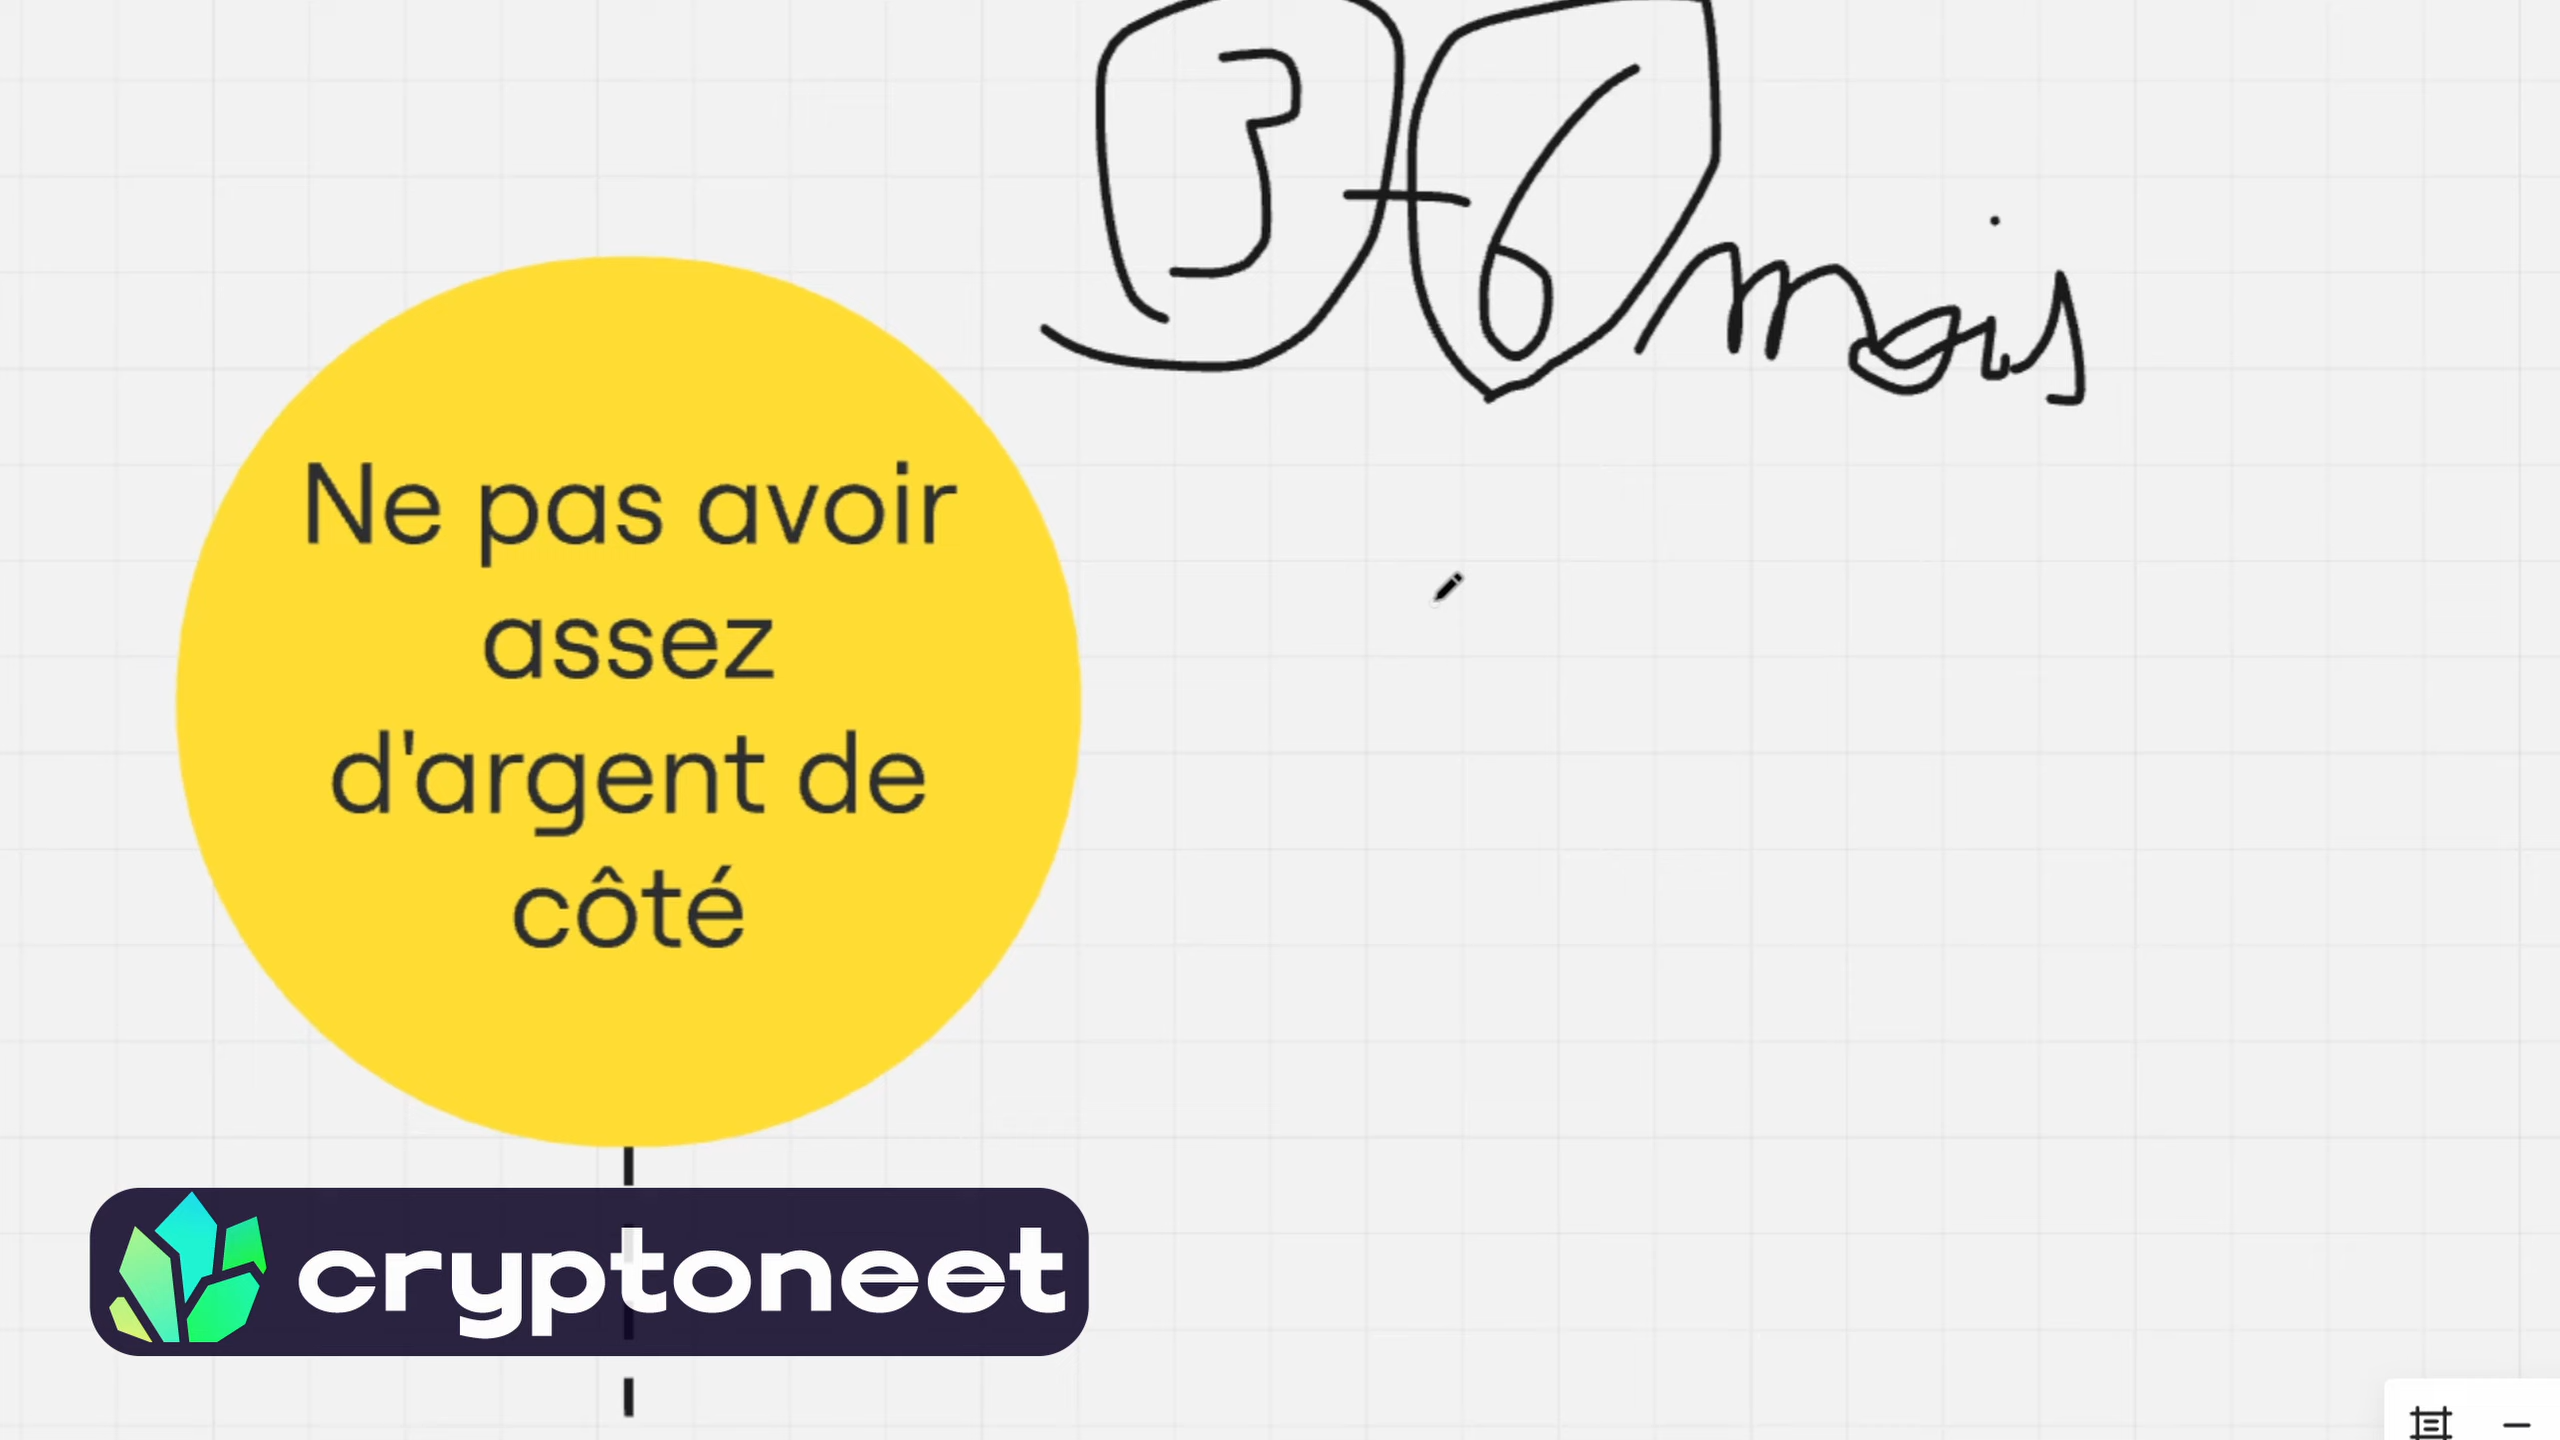 3-6 mois
Ne pas avoir
assez
d'argent de
côté
cryptoneet